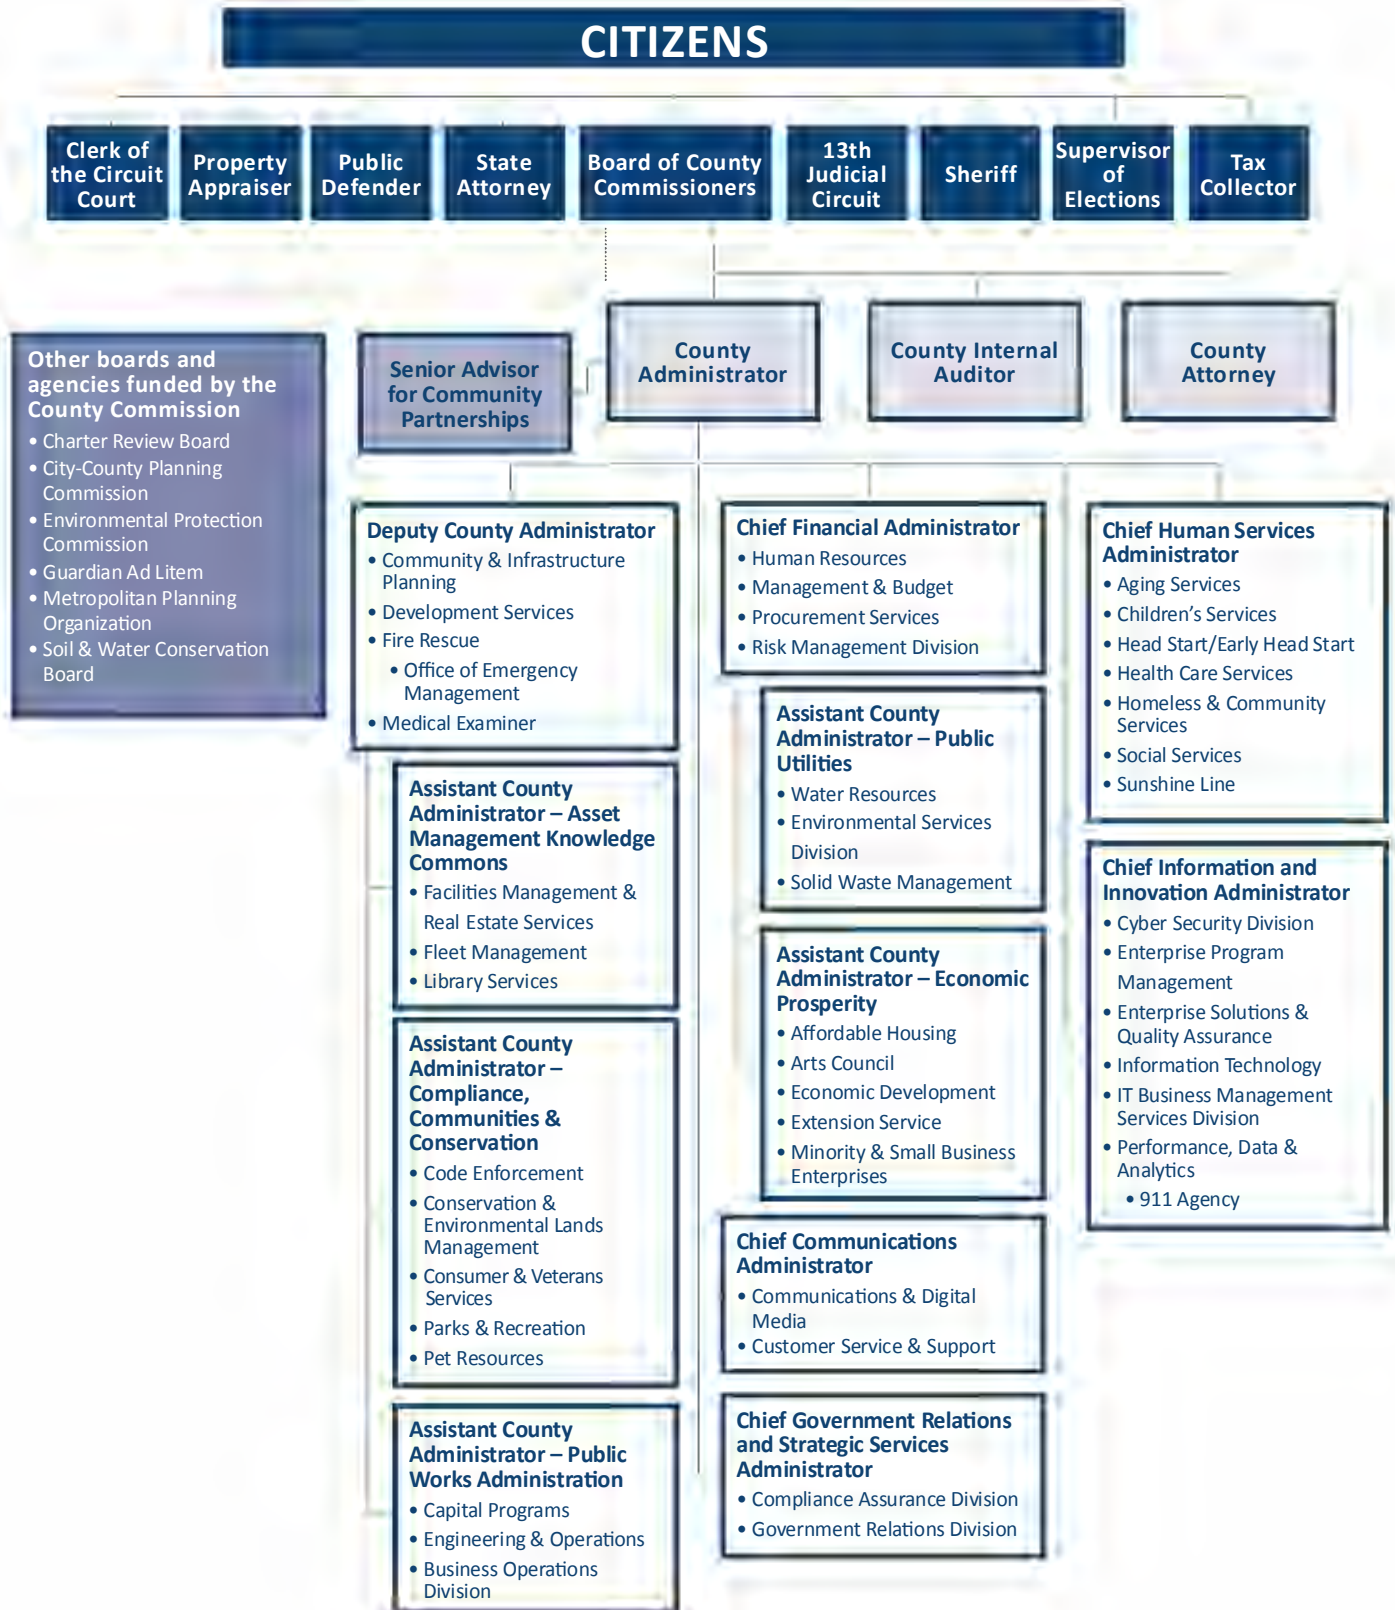 CITIZENS
Clerk of
the Circuit
Court
Property
Appraiser
Public
Defender
State
Attorney
Board of County
Commissioners
13th
Judicial
Circuit
Sheriff
Supervisor
of
Elections
Tax
Collector
Other boards and
agencies funded by the
County Commission
• Charter Review Board
• City-County Planning
Commission
• Environmental Protection
Commission
• Guardian Ad Litem
• Metropolitan Planning
Organization
• Soil & Water Conservation
Board
Senior Advisor
for Community
Partnerships
County
Administrator
County Internal
Auditor
County
Attorney
Deputy County Administrator
• Community & Infrastructure
Planning
• Development Services
• Fire Rescue
• Office of Emergency
Management
• Medical Examiner
Assistant County
Administrator – Asset
Management Knowledge
Commons
• Facilities Management &
Real Estate Services
• Fleet Management
• Library Services
Assistant County
Administrator –
Compliance,
Communities &
Conservation
• Code Enforcement
• Conservation &
Environmental Lands
Management
• Consumer & Veterans
Services
• Parks & Recreation
• Pet Resources
Assistant County
Administrator – Public
Works Administration
• Capital Programs
• Engineering & Operations
• Business Operations
Division
Chief Financial Administrator
• Human Resources
• Management & Budget
• Procurement Services
• Risk Management Division
Assistant County
Administrator – Public
Utilities
• Water Resources
• Environmental Services
Division
• Solid Waste Management
Assistant County
Administrator – Economic
Prosperity
• Affordable Housing
• Arts Council
• Economic Development
• Extension Service
• Minority & Small Business
Enterprises
Chief Communications
Administrator
• Communications & Digital
Media
• Customer Service & Support
Chief Government Relations
and Strategic Services
Administrator
• Compliance Assurance Division
• Government Relations Division
Chief Human Services
Administrator
• Aging Services
• Children’s Services
• Head Start/Early Head Start
• Health Care Services
• Homeless & Community
Services
• Social Services
• Sunshine Line
Chief Information and
Innovation Administrator
• Cyber Security Division
• Enterprise Program
Management
• Enterprise Solutions &
Quality Assurance
• Information Technology
• IT Business Management
Services Division
• Performance, Data &
Analytics
• 911 Agency